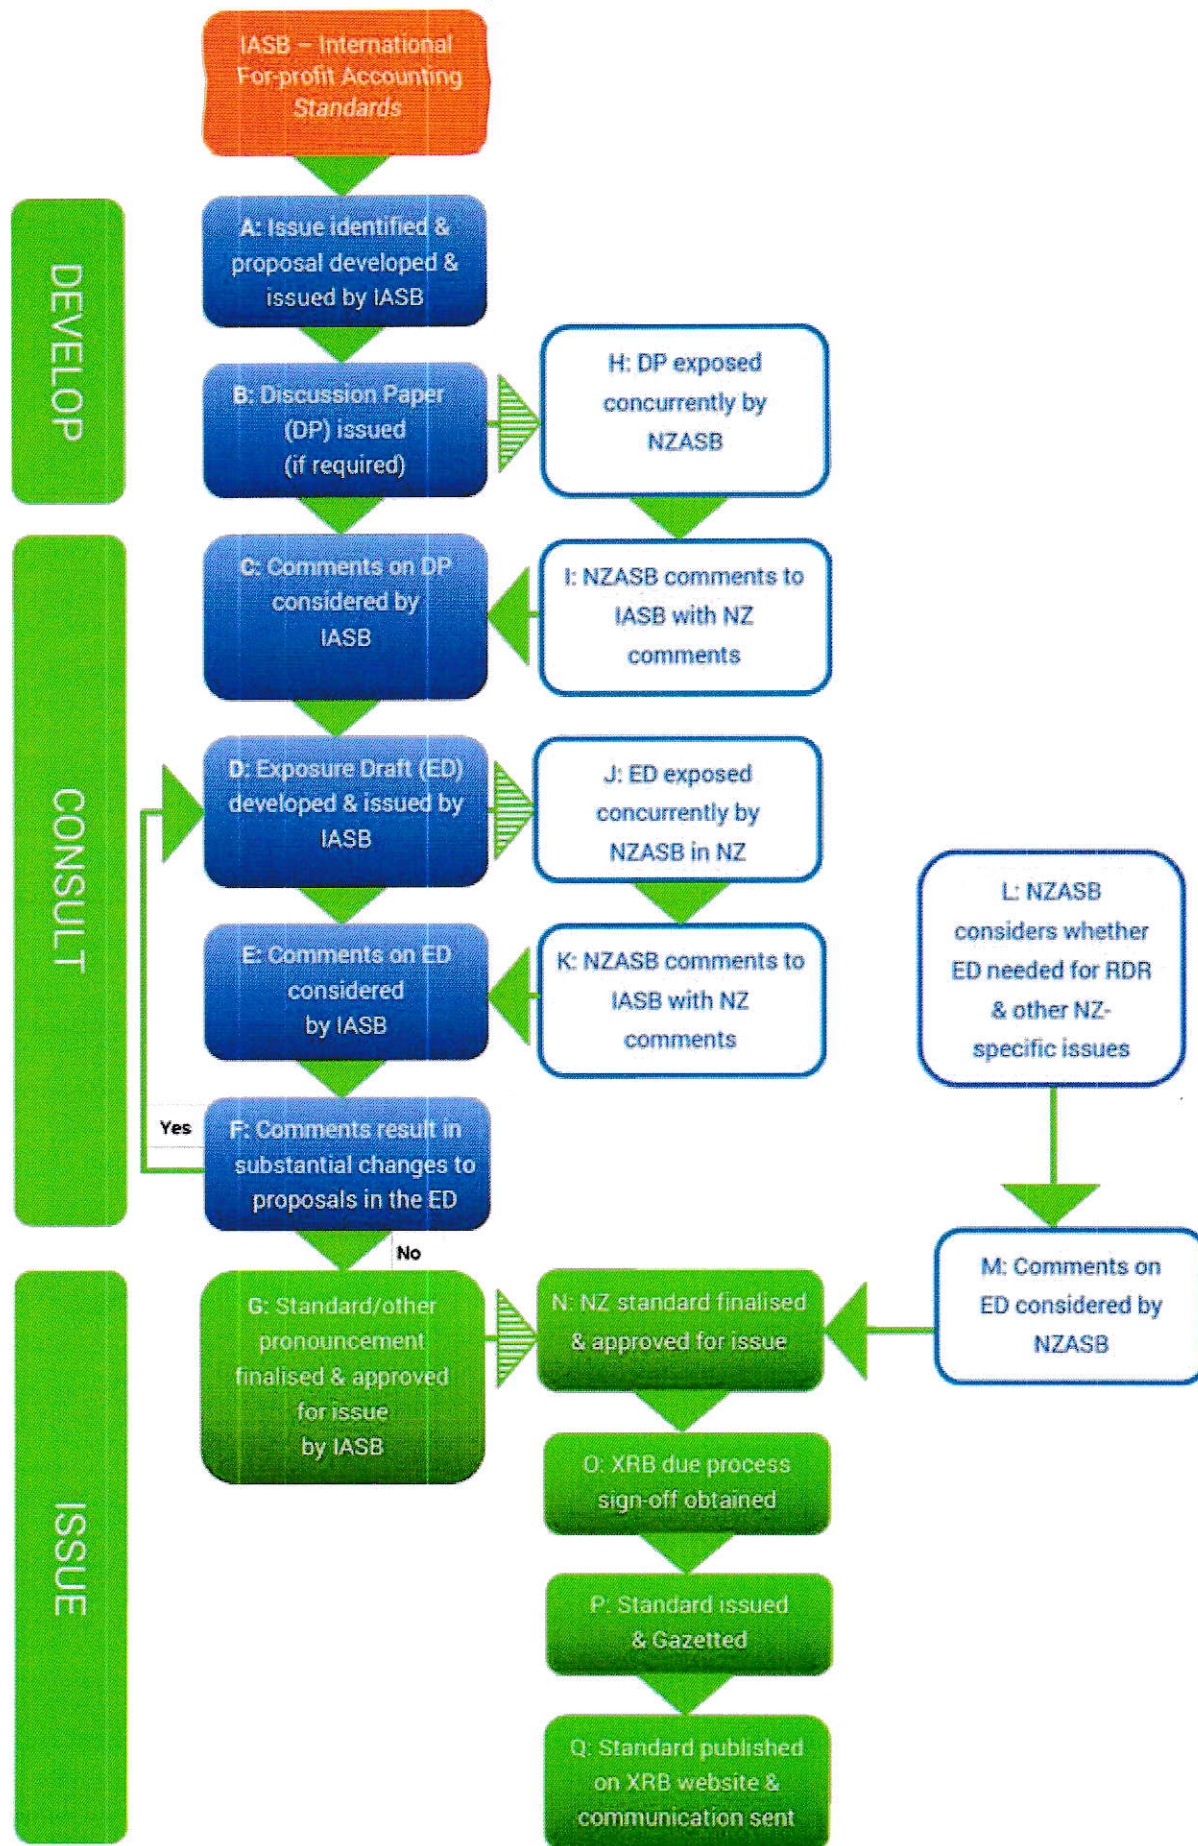 IASB – International
For-profit Accounting
Standards
DEVELOP
A: Issue identified &
proposal developed &
issued by IASB
B: Discussion Paper
(DP) issued
(if required)
H: DP exposed
concurrently by
NZASB
CONSULT
C: Comments on DP
considered by
IASB
I: NZASB comments to
IASB with NZ
comments
D: Exposure Draft (ED)
developed & issued by
IASB
J: ED exposed
concurrently by
NZASB in NZ
E: Comments on ED
considered
by IASB
K: NZASB comments to
IASB with NZ
comments
L: NZASB
considers whether
ED needed for RDR
& other NZ-
specific issues
Yes
F: Comments result in
substantial changes to
proposals in the ED
No
ISSUE
G: Standard/other
pronouncement
finalised & approved
for issue
by IASB
N: NZ standard finalised
& approved for issue
M: Comments on
ED considered by
NZASB
O: XRB due process
sign-off obtained
P: Standard issued
& Gazetted
Q: Standard published
on XRB website &
communication sent